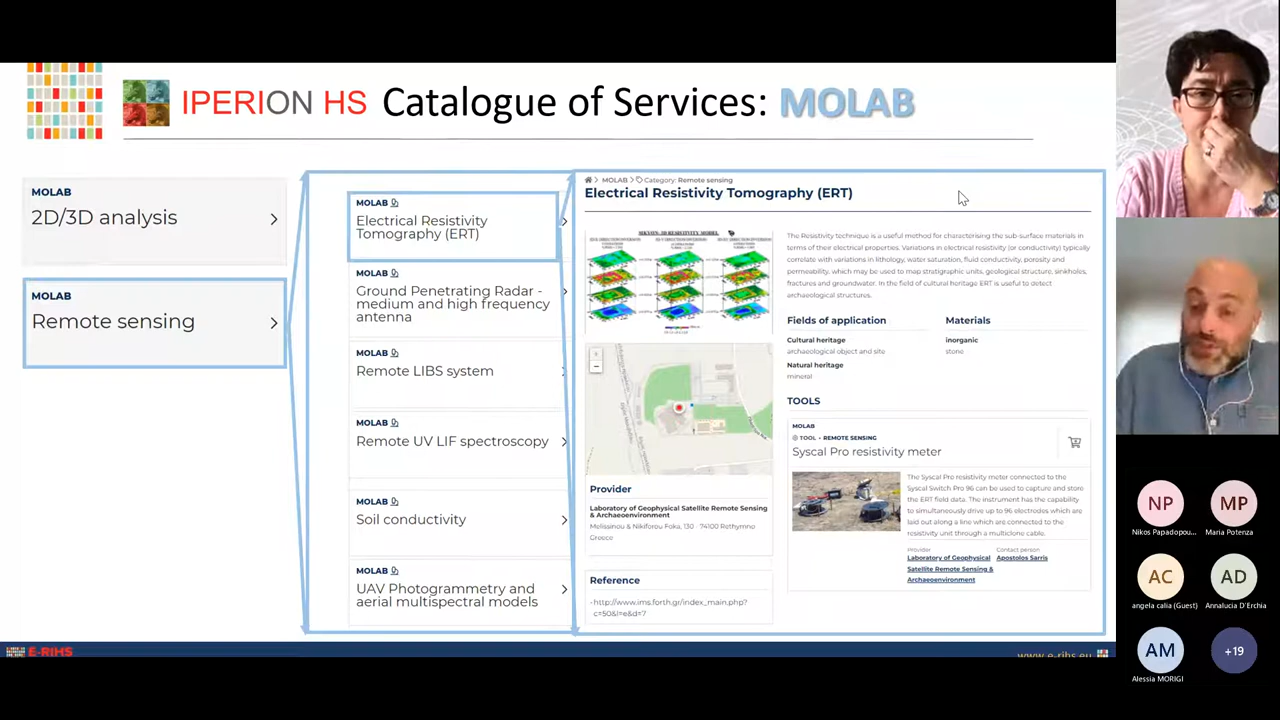 IPERION HS Catalogue of Services: MOLAB
MOLAB
2D/3D analysis
MOLAB
Remote sensing
MOLAB
Electrical Resistivity
Tomography (ERT)
MOLAB
Ground Penetrating Radar -
medium and high frequency
antenna
MOLAB
Remote LIBS system
MOLAB
Remote UV LIF spectroscopy
MOLAB
Soil conductivity
MOLAB
UAV Photogrammetry and
aerial multispectral models
MOLAB Category: Remote sensing
Electrical Resistivity Tomography (ERT)
The Resistivity technique is a useful method for characterising the sub-surface materials in
terms of their electrical properties. Variations in electrical resistivity (or conductivity) typically
correlate with variations in lithology, water saturation, fluid conductivity, porosity and
permeability, which may be used to map stratigraphic units, geological structure, sinkholes,
fractures and groundwater. In the field of cultural heritage ERT is useful to detect
archaeological structures.
Fields of application
Cultural heritage
archaeological object and site
Natural heritage
mineral
Materials
inorganic
stone
TOOLS
MOLAB
TOOL • REMOTE SENSING
Syscal Pro resistivity meter
The Syscal Pro resistivity meter connected to the
Syscal Switch Pro 96 can be used to capture and store
the ERT field data. The instrument has the capability
to simultaneously drive up to 96 electrodes which are
laid out along a line which are connected to the
resistivity unit through a multiclone cable.
Provider
Laboratory of Geophysical
Satellite Remote Sensing &
Archaeoenvironment
Contact person
Apostolos Sarris
Provider
Laboratory of Geophysical Satellite Remote Sensing
& Archaeoenvironment
Melissinou & Nikiforou Foka, 130 - 74100 Rethymno
Greece
Reference
-http://www.ims.forth.gr/index_main.php?
c=50&l=e&d=7
E-RIHS
www.e-rihs.eu
NP
Nikos Papadopou...
MP
Maria Potenza
AC
angela calia (Guest)
AD
Annalucia D'Erchia
AM
Alessia MORIGI
+19